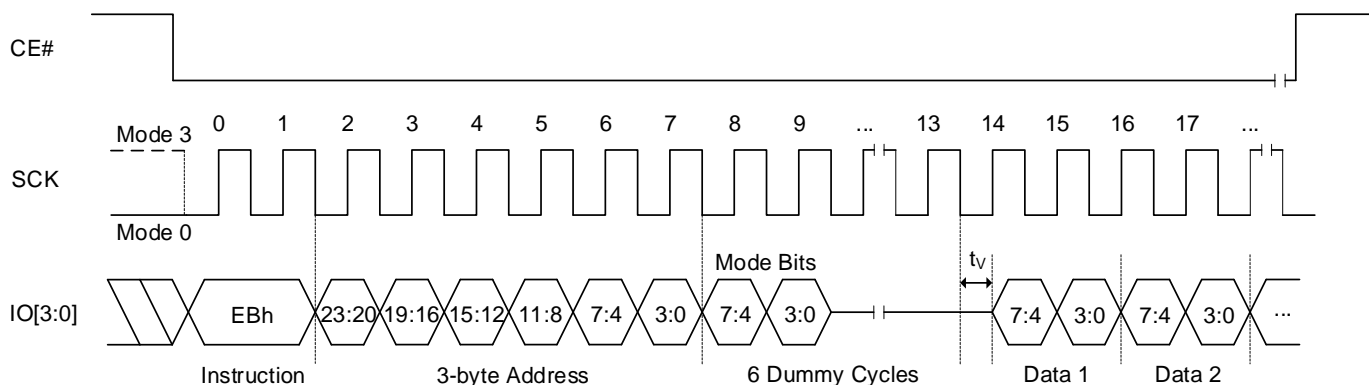 CE#
Mode 3 0 1 2 3 4 5 6 7 8 9 ... 13 14 15 16 17 ...
SCK
Mode 0
Mode Bits tV
IO[3:0] EBh 23:20 19:16 15:12 11:8 7:4 3:0 7:4 3:0 7:4 3:0 7:4 3:0 ...
Instruction 3-byte Address 6 Dummy Cycles Data 1 Data 2